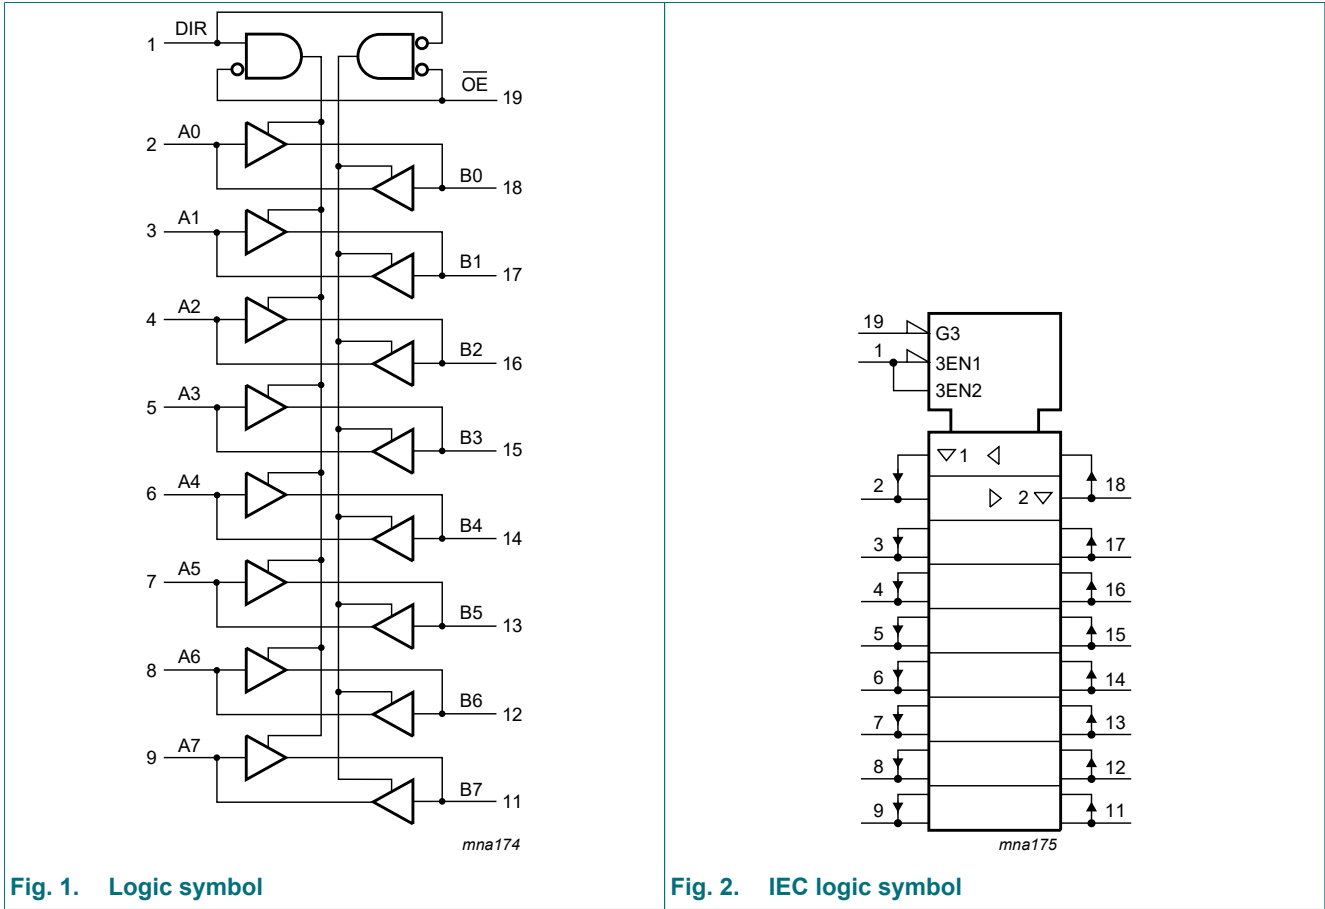 DIR
1
OE
19
A0
2
B0
18
A1
3
B1
17
A2
4
B2
16
A3
5
B3
15
A4
6
B4
14
A5
7
B5
13
A6
8
B6
12
A7
9
B7
11
mna174
Fig. 1. Logic symbol
19
G3
1
3EN1
3EN2
1
2
18
2
3
17
4
16
5
15
6
14
7
13
8
12
9
11
mna175
Fig. 2. IEC logic symbol